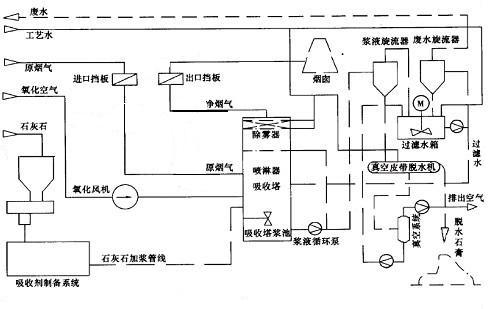 废水
工艺水
浆液旋流器
废水旋流器
原烟气
进口挡板
出口挡板
烟囱
氧化空气
净烟气
M
石灰石
除雾器
过滤水箱
过滤水
原烟气
喷淋器
吸收塔
真空皮带脱水机
氧化风机
排出空气
吸收塔浆池
浆液循环泵
真空系统
脱水石膏
石灰石加浆管线
吸收剂制备系统